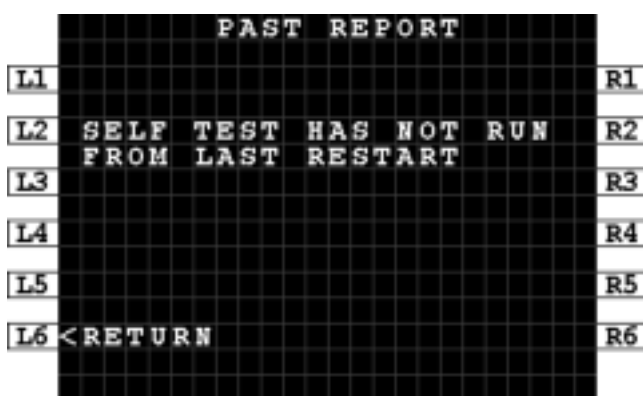 PAST REPORT
L1 R1
L2 SELF TEST HAS NOT RUN R2
FROM LAST RESTART
L3 R3
L4 R4
L5 R5
L6 <RETURN R6